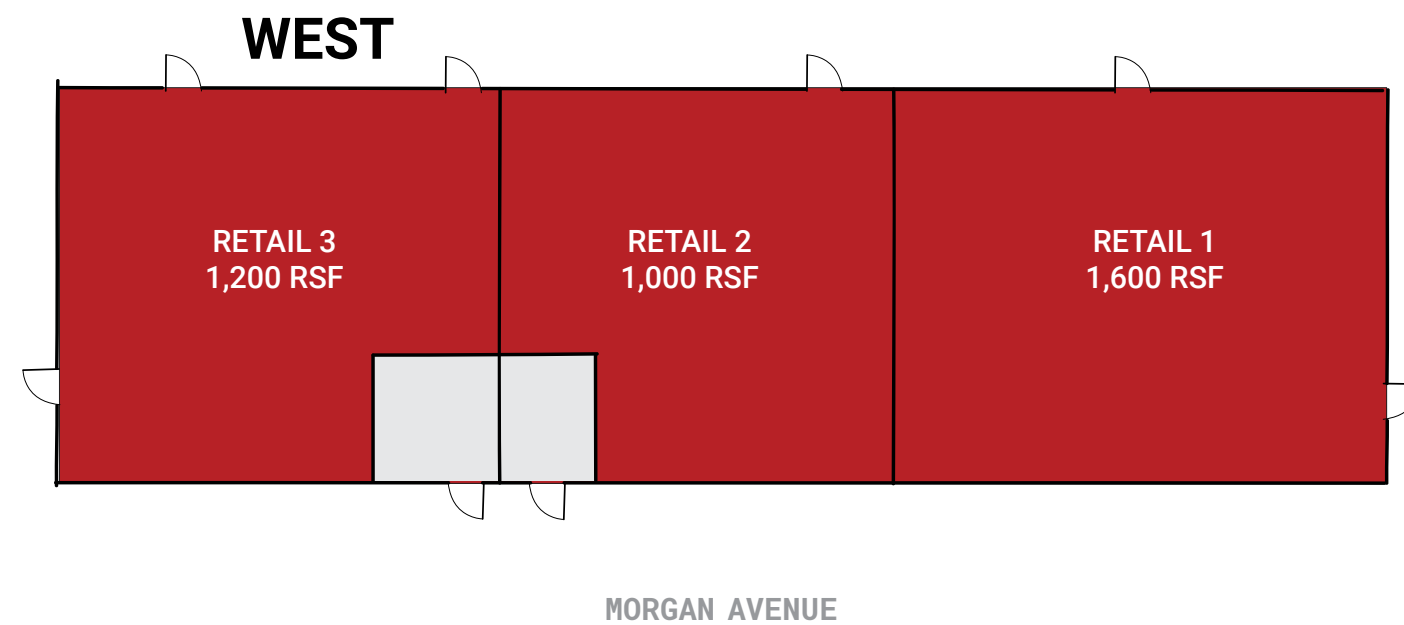 WEST
RETAIL 3
1,200 RSF
RETAIL 2
1,000 RSF
RETAIL 1
1,600 RSF
MORGAN AVENUE